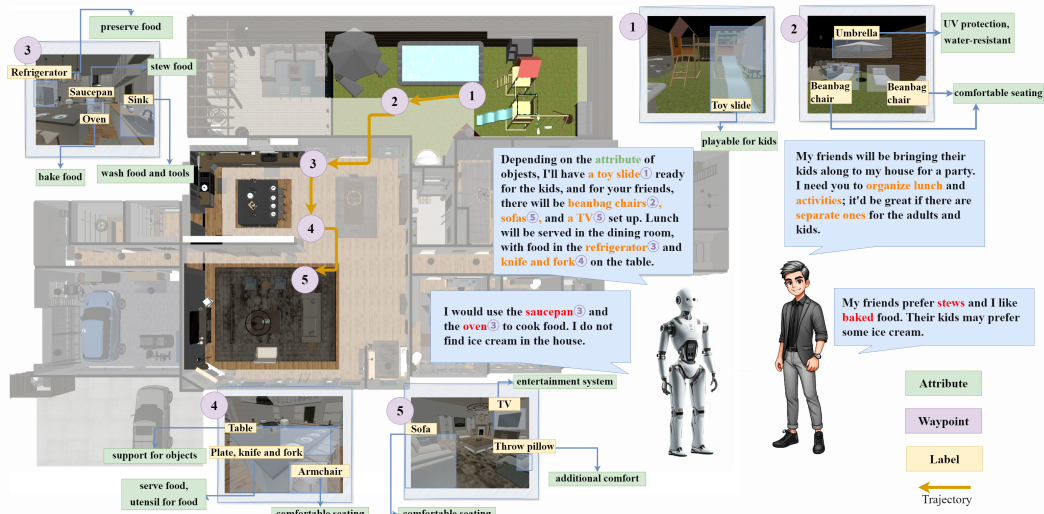 3
preserve food
Refrigerator
stew food
Saucepan
Sink
Oven
bake food
wash food and tools
1
Toy slide
playable for kids
2
Umbrella
UV protection,
water-resistant
Beanbag
chair
Beanbag
chair
comfortable seating
1
2
3
4
5
Depending on the attribute of
objects, I'll have a toy slide① ready
for the kids, and for your friends,
there will be beanbag chairs②,
sofas⑤, and a TV⑤ set up. Lunch
will be served in the dining room,
with food in the refrigerator③ and
knife and fork④ on the table.
My friends will be bringing their
kids along to my house for a party.
I need you to organize lunch and
activities; it'd be great if there are
separate ones for the adults and
kids.
I would use the saucepan③ and
the oven③ to cook food. I do not
find ice cream in the house.
My friends prefer stews and I like
baked food. Their kids may prefer
some ice cream.
4
Table
Plate, knife and fork
Armchair
support for objects
serve food,
utensil for food
comfortable seating
5
entertainment system
TV
Sofa
Throw pillow
additional comfort
comfortable seating
Attribute
Waypoint
Label
Trajectory